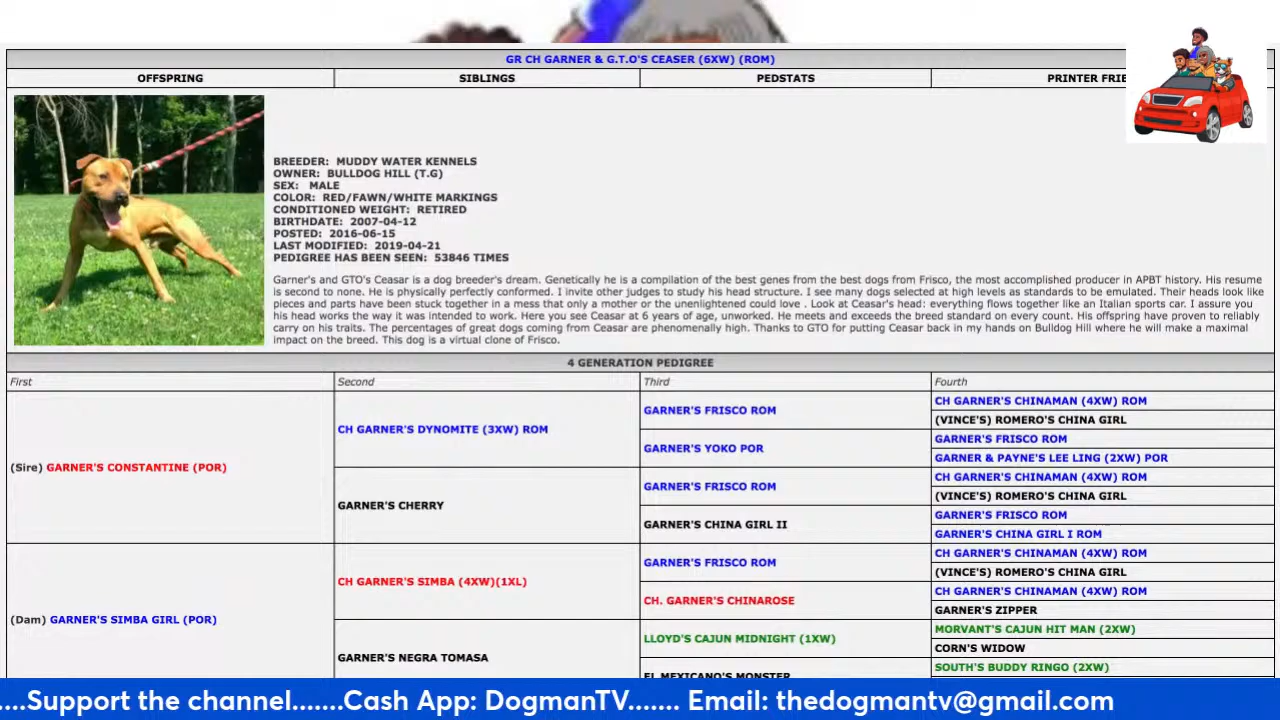 GR CH GARNER & G.T.O'S CEASER (6XW) (ROM)
OFFSPRING SIBLINGS PEDSTATS PRINTER
BREEDER: MUDDY WATER KENNELS
OWNER: BULLDOG HILL (T.G)
SEX: MALE
COLOR: RED/FAWN/WHITE MARKINGS
CONDITIONED WEIGHT: RETIRED
BIRTHDATE: 2007-04-12
POSTED: 2016-06-15
LAST MODIFIED: 2019-04-21
PEDIGREE HAS BEEN SEEN: 53846 TIMES
Garner's and GTO's Ceasar is a dog breeder's dream. Genetically he is a compilation of the best genes from the best dogs from Frisco, the most accomplished producer in APBT history. His resume
is second to none. He is physically perfectly conformed. I invite other judges to study his head structure. I see many dogs selected at high levels as standards to be emulated. Their heads look like
pieces and parts have been stuck together in a mess that only a mother or the unenlightened could love . Look at Ceasar's head: everything flows together like an Italian sports car. I assure you
his head works the way it was intended to work. Here you see Ceasar at 6 years of age, unworked. He meets and exceeds the breed standard on every count. His offspring have proven to reliably
carry on his traits. The percentages of great dogs coming from Ceasar are phenomenally high. Thanks to GTO for putting Ceasar back in my hands on Bulldog Hill where he will make a maximal
impact on the breed. This dog is a virtual clone of Frisco.
4 GENERATION PEDIGREE
First Second Third Fourth
CH GARNER'S CHINAMAN (4XW) ROM
GARNER'S FRISCO ROM
(VINCE'S) ROMERO'S CHINA GIRL
CH GARNER'S DYNOMITE (3XW) ROM
GARNER'S FRISCO ROM
GARNER'S YOKO POR
GARNER & PAYNE'S LEE LING (2XW) POR
(Sire) GARNER'S CONSTANTINE (POR)
CH GARNER'S CHINAMAN (4XW) ROM
GARNER'S FRISCO ROM
(VINCE'S) ROMERO'S CHINA GIRL
GARNER'S CHERRY
GARNER'S FRISCO ROM
GARNER'S CHINA GIRL II
GARNER'S CHINA GIRL I ROM
CH GARNER'S CHINAMAN (4XW) ROM
GARNER'S FRISCO ROM
(VINCE'S) ROMERO'S CHINA GIRL
CH GARNER'S SIMBA (4XW)(1XL)
CH GARNER'S CHINAMAN (4XW) ROM
CH. GARNER'S CHINAROSE
GARNER'S ZIPPER
(Dam) GARNER'S SIMBA GIRL (POR)
MORVANT'S CAJUN HIT MAN (2XW)
LLOYD'S CAJUN MIDNIGHT (1XW)
CORN'S WIDOW
GARNER'S NEGRA TOMASA
SOUTH'S BUDDY RINGO (2XW)
EL MEXICANO'S MONSTER
....Support the channel.......Cash App: DogmanTV....... Email: thedogmantv@gmail.com